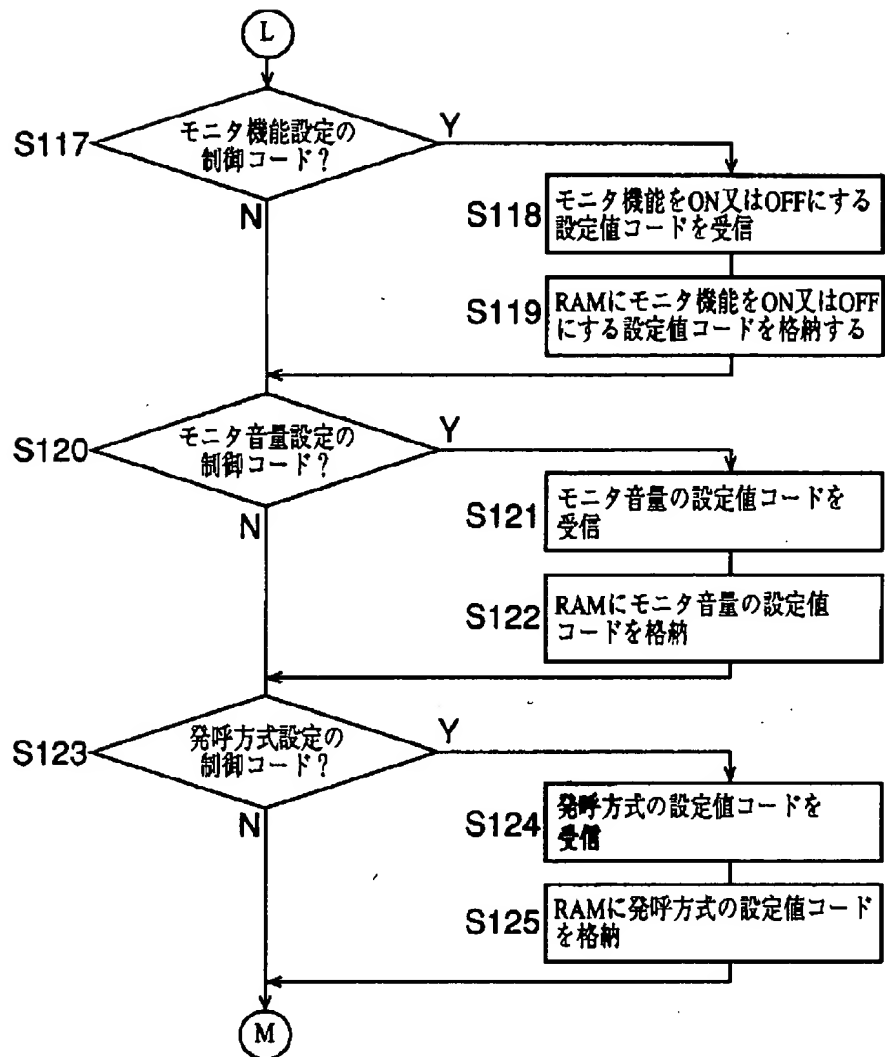 L
S117
モニタ機能設定の
制御コード?
Y
N
S118
モニタ機能をON又はOFFにする
設定値コードを受信
S119
RAMにモニタ機能をON又はOFF
にする設定値コードを格納する
S120
モニタ音量設定の
制御コード?
Y
N
S121
モニタ音量の設定値コードを
受信
S122
RAMにモニタ音量の設定値
コードを格納
S123
発呼方式設定の
制御コード?
Y
N
S124
発呼方式の設定値コードを
受信
S125
RAMに発呼方式の設定値コード
を格納
M